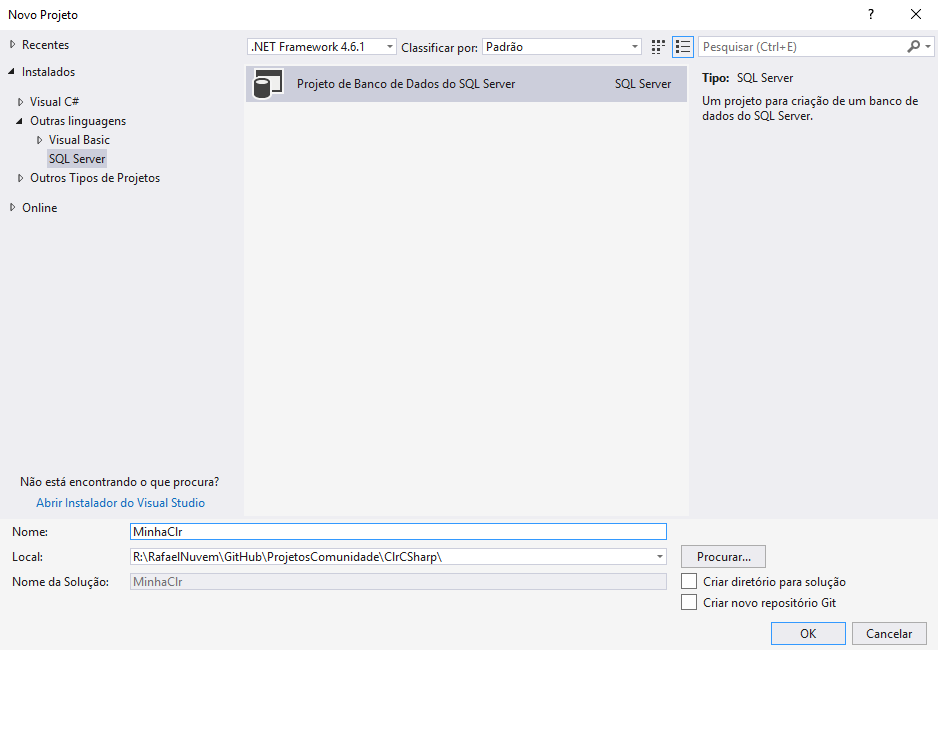 Novo Projeto
?
Recentes
Instalados
Visual C#
Outras linguagens
Visual Basic
SQL Server
Outros Tipos de Projetos
Online
Não está encontrando o que procura?
Abrir Instalador do Visual Studio
.NET Framework 4.6.1 Classificar por: Padrão
Projeto de Banco de Dados do SQL Server SQL Server
Pesquisar (Ctrl+E)
Tipo: SQL Server
Um projeto para criação de um banco de
dados do SQL Server.
Nome: MinhaClr
Local: R:\RafaelNuvem\GitHub\ProjetosComunidade\ClrCSharp\ Procurar...
Nome da Solução: MinhaClr
Criar diretório para solução
Criar novo repositório Git
OK Cancelar